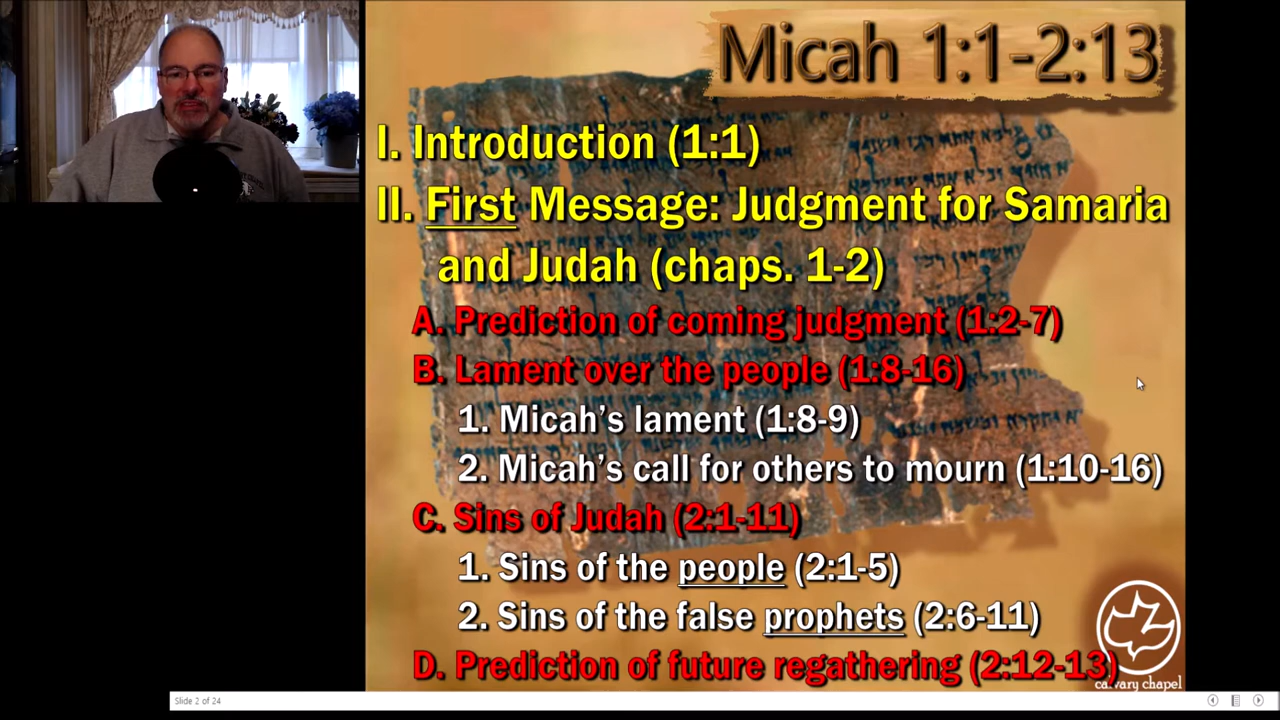 Micah 1:1-2:13
I. Introduction (1:1)
II. First Message: Judgment for Samaria
and Judah (chaps. 1-2)
A. Prediction of coming judgment (1:2-7)
B. Lament over the people (1:8-16)
1. Micah’s lament (1:8-9)
2. Micah’s call for others to mourn (1:10-16)
C. Sins of Judah (2:1-11)
1. Sins of the people (2:1-5)
2. Sins of the false prophets (2:6-11)
D. Prediction of future regathering (2:12-13)
calvary chapel
Slide 2 of 24